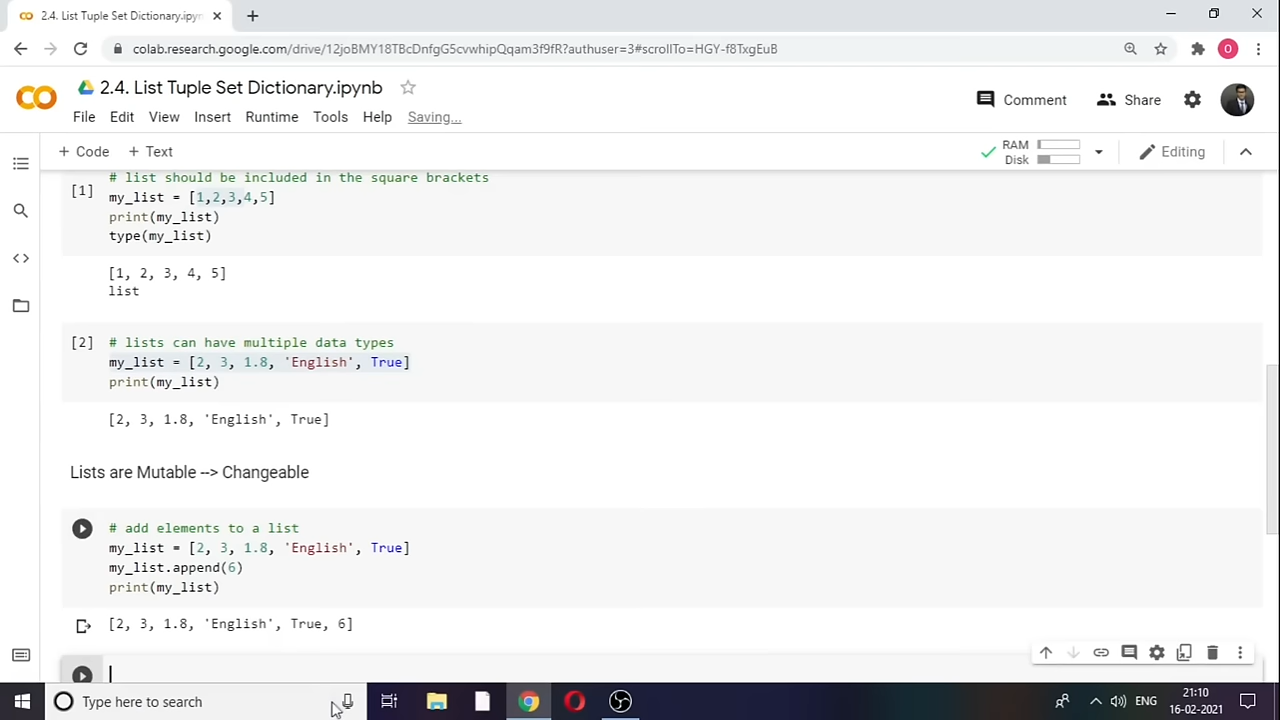 2.4. List Tuple Set Dictionary.ipyn
colab.research.google.com/drive/12joBMY18TBcDnfgG5cvwhipQqam3f9fR?authuser=3#scrollTo=HGY-f8TxgEuB
O
CO
2.4. List Tuple Set Dictionary.ipynb
Comment
Share
File Edit View Insert Runtime Tools Help Saving...
+ Code + Text
RAM
Disk
Editing
# list should be included in the square brackets
[1]
my_list = [1,2,3,4,5]
print(my_list)
type(my_list)
[1, 2, 3, 4, 5]
list
[2] # lists can have multiple data types
my_list = [2, 3, 1.8, 'English', True]
print(my_list)
[2, 3, 1.8, 'English', True]
Lists are Mutable --> Changeable
# add elements to a list
my_list = [2, 3, 1.8, 'English', True]
my_list.append(6)
print(my_list)
[2, 3, 1.8, 'English', True, 6]
Type here to search
ENG
21:10
16-02-2021